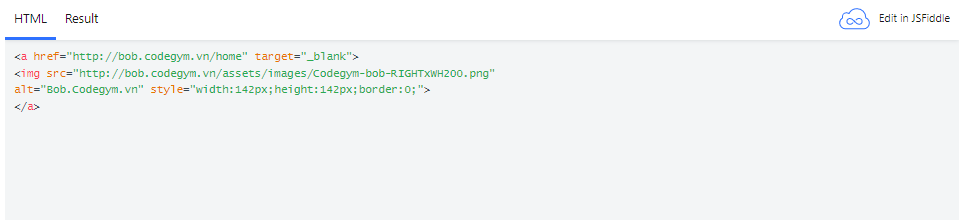 HTML Result Edit in JSFiddle
<a href="http://bob.codegym.vn/home" target="_blank">
<img src="http://bob.codegym.vn/assets/images/Codegym-bob-RIGHTxWH200.png"
alt="Bob.Codegym.vn" style="width:142px;height:142px;border:0;">
</a>